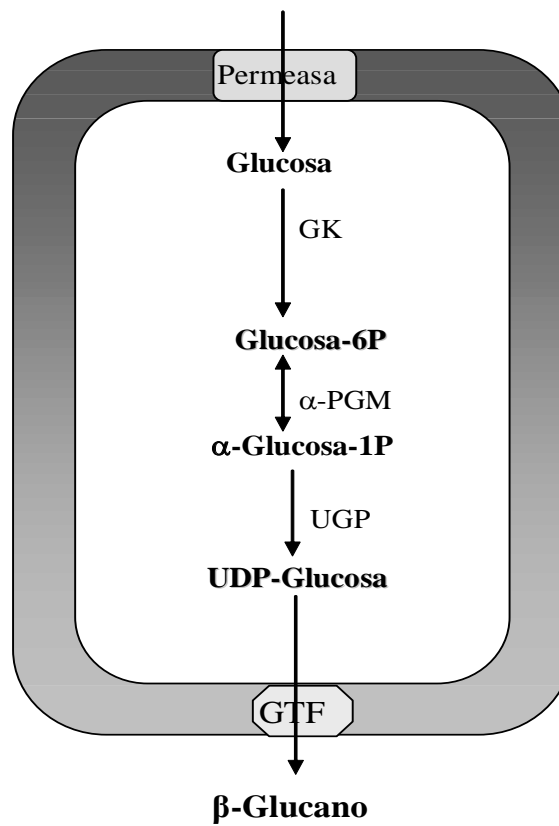 Permeasa
Glucosa
GK
Glucosa-6P
α-PGM
α-Glucosa-1P
UGP
UDP-Glucosa
GTF
β-Glucano